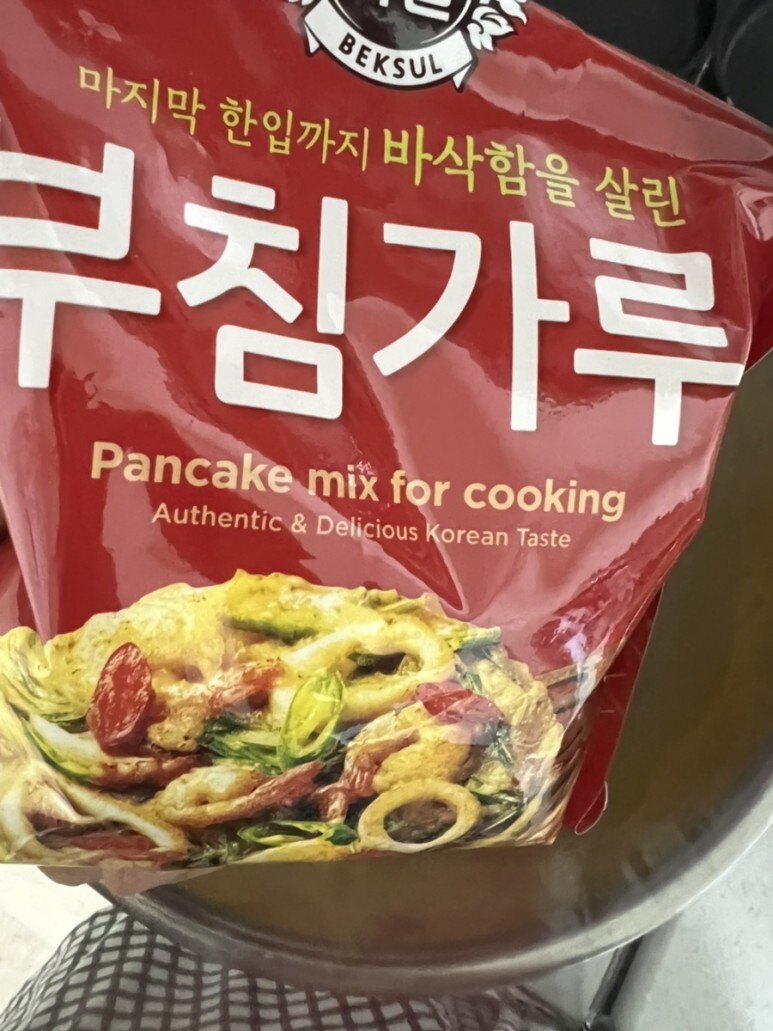 BEKSUL
마지막 한입까지 바삭함을 살린
부침가루
Pancake mix for cooking
Authentic & Delicious Korean Taste